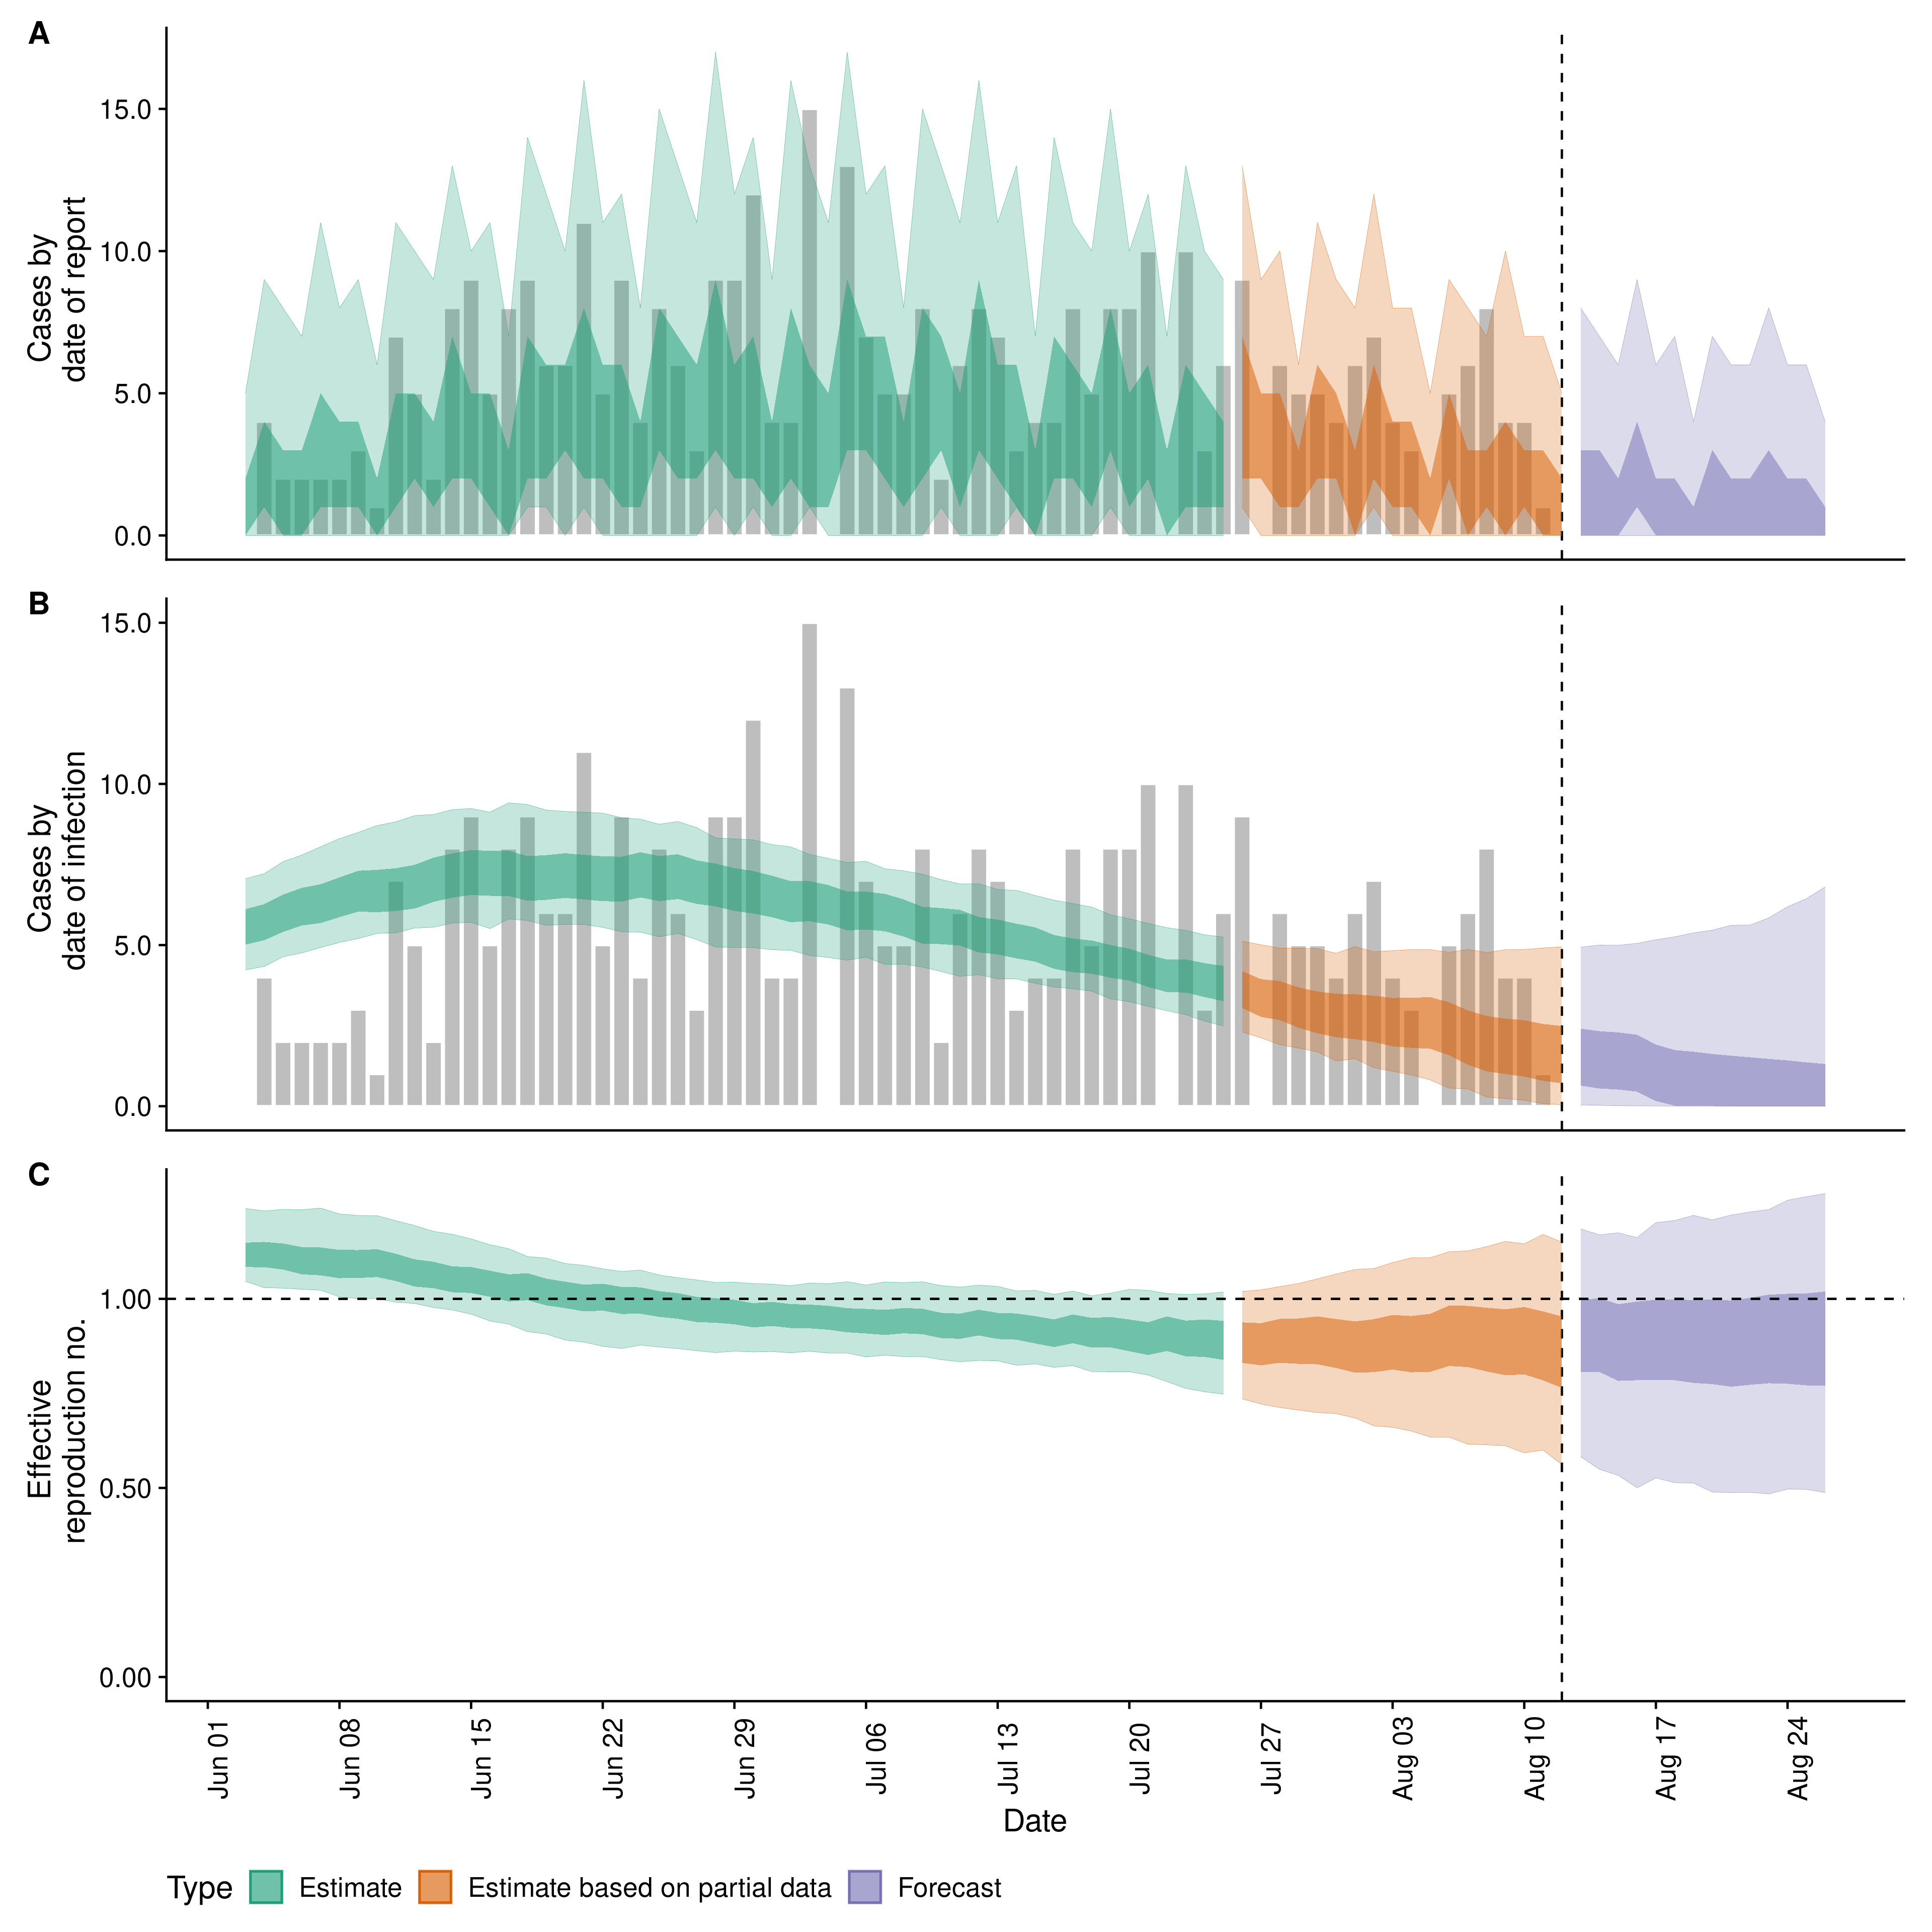 A
Cases by
date of report
15.0
10.0
5.0
0.0
B
Cases by
date of infection
15.0
10.0
5.0
0.0
C
Effective
reproduction no.
1.00
0.50
0.00
Jun 01
Jun 08
Jun 15
Jun 22
Jun 29
Jul 06
Jul 13
Jul 20
Jul 27
Aug 03
Aug 10
Aug 17
Aug 24
Date
Type
Estimate
Estimate based on partial data
Forecast